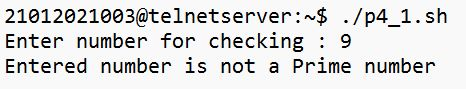 21012021003@telnetserver:~$ ./p4_1.sh
Enter number for checking : 9
Entered number is not a Prime number